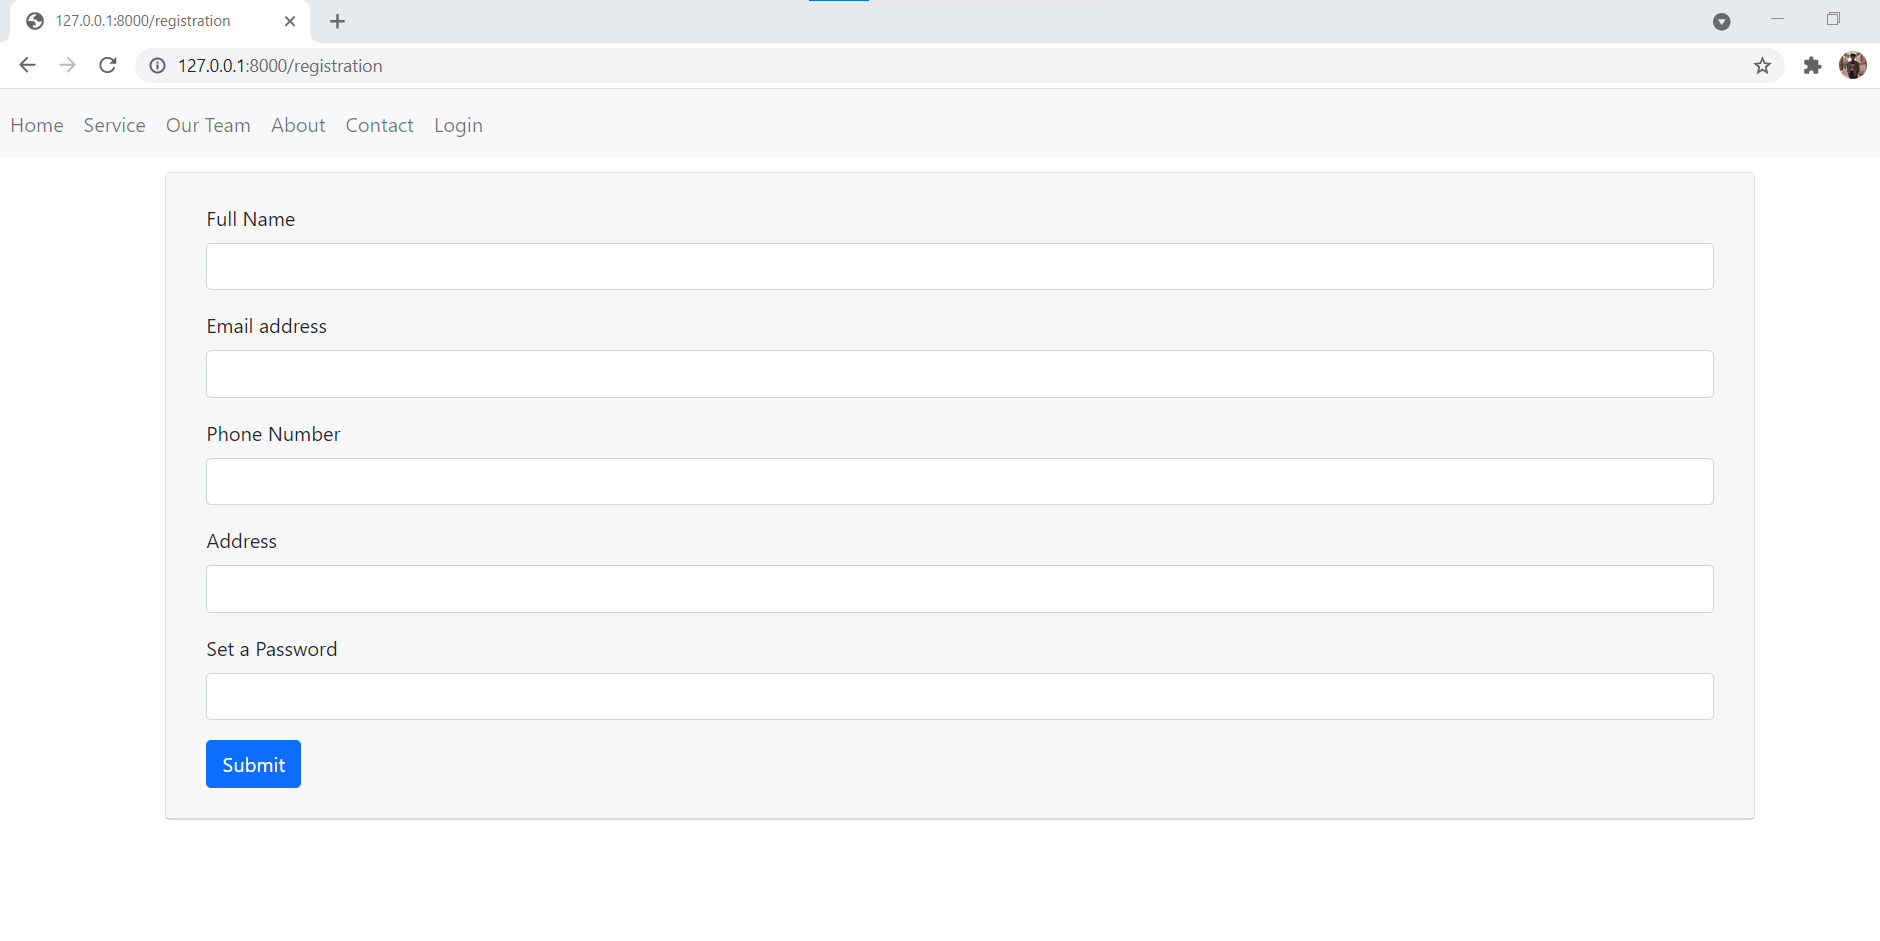 127.0.0.1:8000/registration
127.0.0.1:8000/registration
Home Service Our Team About Contact Login
Full Name
Email address
Phone Number
Address
Set a Password
Submit